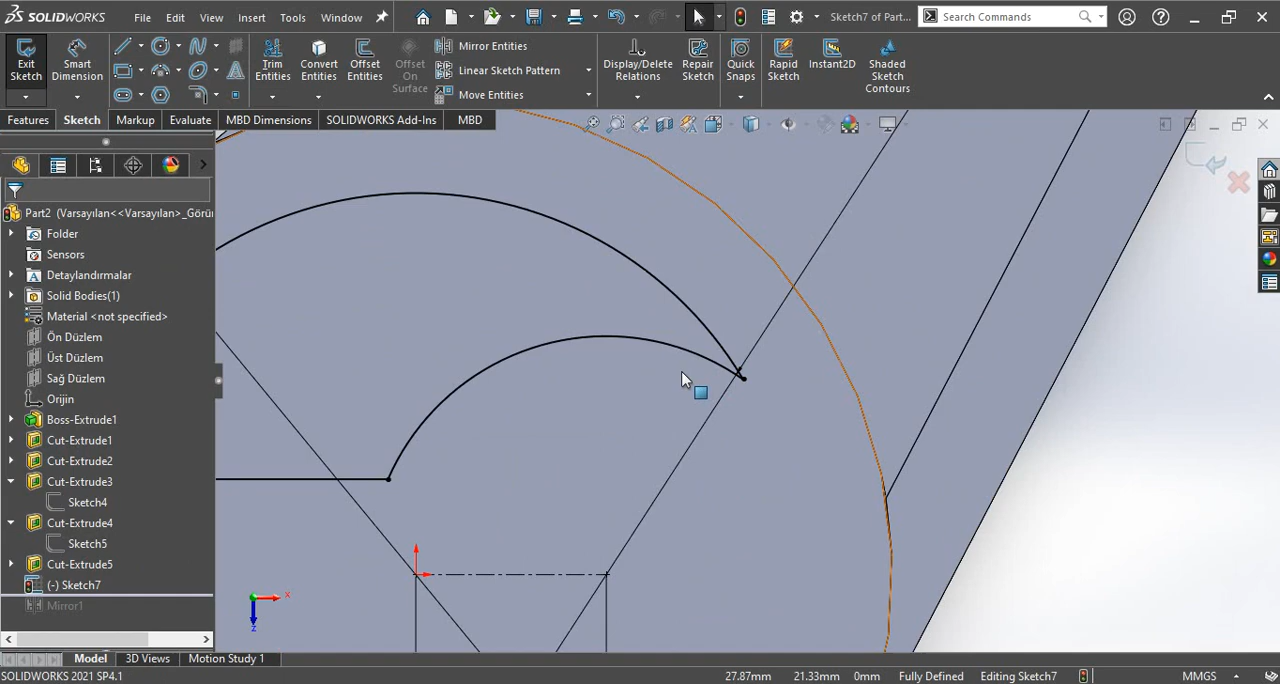 SOLIDWORKS File Edit View Insert Tools Window Sketch7 of Part... Search Commands
Exit Sketch
Smart Dimension
Trim Entities
Convert Entities
Offset Entities
Offset On Surface
Mirror Entities
Linear Sketch Pattern
Move Entities
Display/Delete Relations
Repair Sketch
Quick Snaps
Rapid Sketch
Instant2D
Shaded Sketch Contours
Features Sketch Markup Evaluate MBD Dimensions SOLIDWORKS Add-Ins MBD
Part2 (Varsayılan<<Varsayılan>_Görür
Folder
Sensors
Detaylandırmalar
Solid Bodies(1)
Material <not specified>
Ön Düzlem
Üst Düzlem
Sağ Düzlem
Orijin
Boss-Extrude1
Cut-Extrude1
Cut-Extrude2
Cut-Extrude3
Sketch4
Cut-Extrude4
Sketch5
Cut-Extrude5
(-) Sketch7
Mirror1
x
z
Model 3D Views Motion Study 1
SOLIDWORKS 2021 SP4.1 27.87mm 21.33mm 0mm Fully Defined Editing Sketch7 MMGS